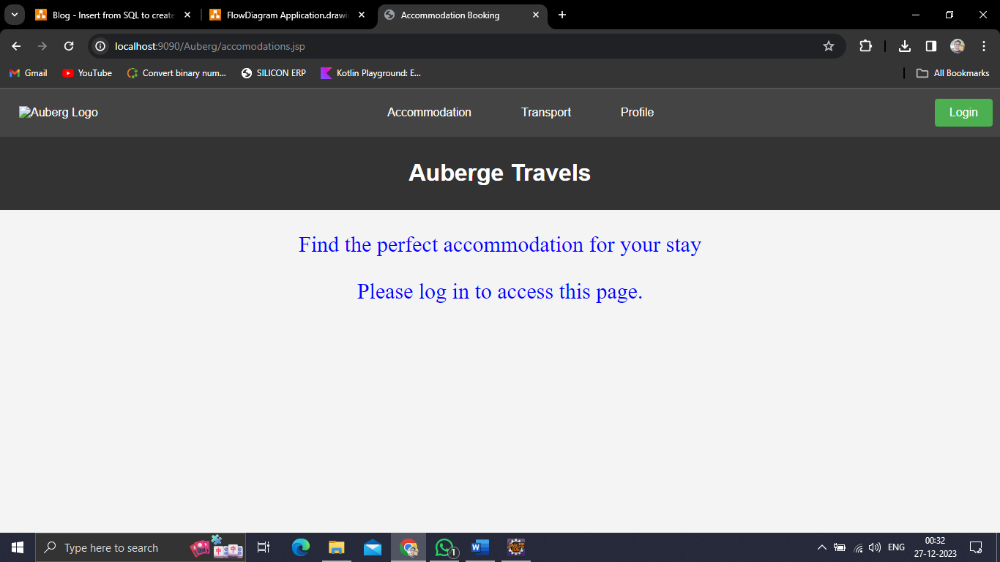 Blog - Insert from SQL to create
FlowDiagram Application.drawi
Accommodation Booking
localhost:9090/Auberg/accomodations.jsp
Gmail
YouTube
Convert binary num...
SILICON ERP
Kotlin Playground: E...
All Bookmarks
Auberg Logo
Accommodation
Transport
Profile
Login
Auberge Travels
Find the perfect accommodation for your stay
Please log in to access this page.
Type here to search
1
ENG
00:32
27-12-2023